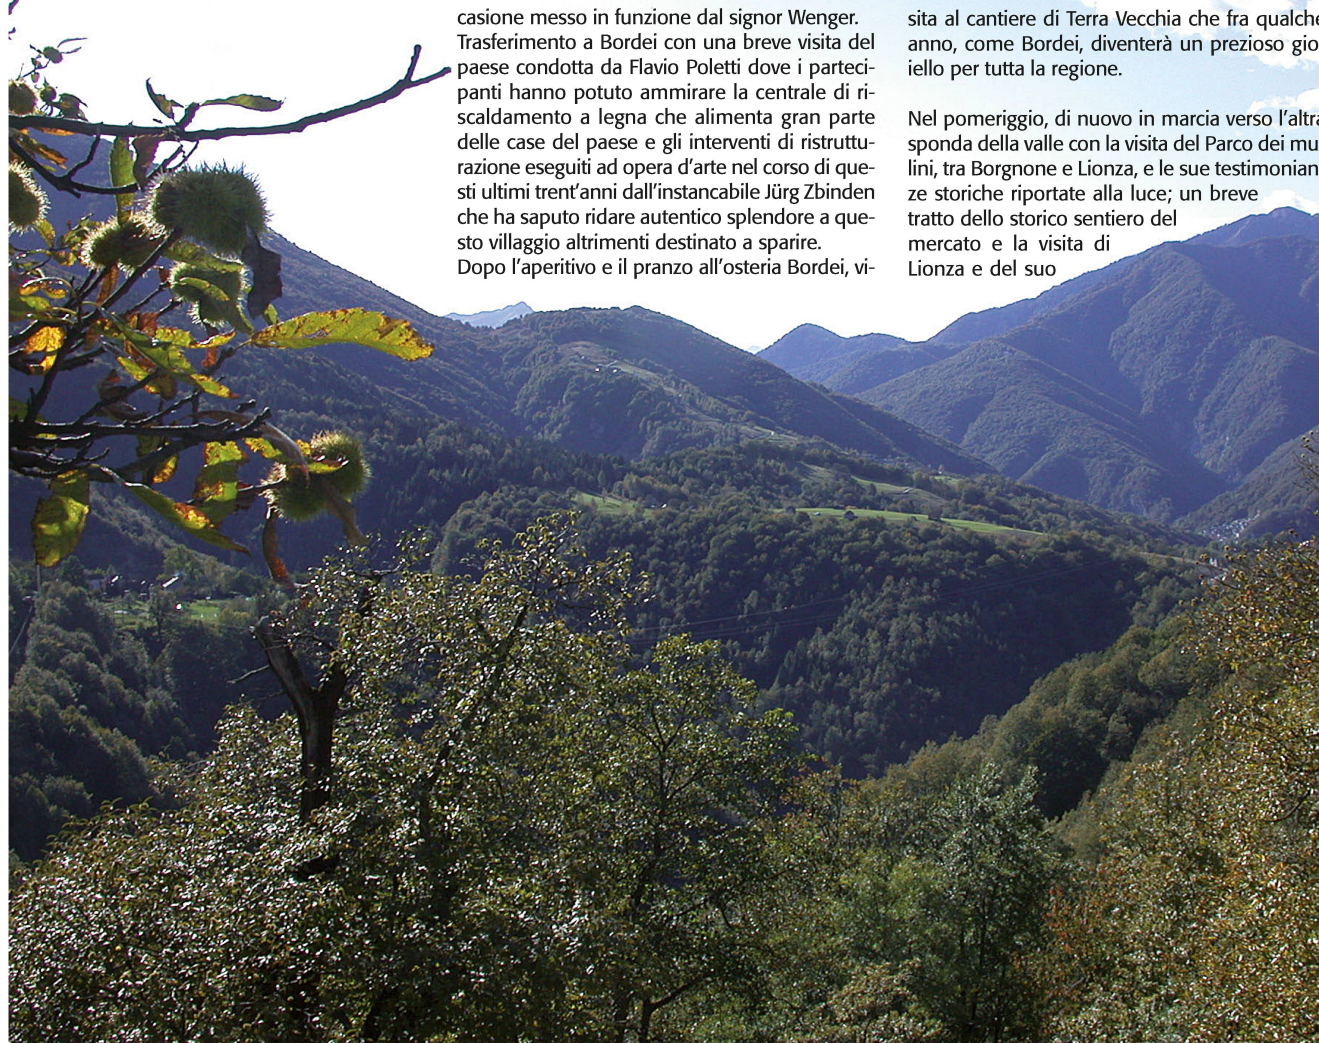 casione messo in funzione dal signor Wenger.
Trasferimento a Bordei con una breve visita del
paese condotta da Flavio Poletti dove i parteci-
panti hanno potuto ammirare la centrale di ri-
scaldamento a legna che alimenta gran parte
delle case del paese e gli interventi di ristruttu-
razione eseguiti ad opera d'arte nel corso di que-
sti ultimi trent'anni dall'instancabile Jürg Zbinden
che ha saputo ridare autentico splendore a que-
sto villaggio altrimenti destinato a sparire.
Dopo l'aperitivo e il pranzo all'osteria Bordei, vi-
sita al cantiere di Terra Vecchia che fra qualche
anno, come Bordei, diventerà un prezioso gio-
iello per tutta la regione.
Nel pomeriggio, di nuovo in marcia verso l'altra
sponda della valle con la visita del Parco dei mu-
lini, tra Borgnone e Lionza, e le sue testimonian-
ze storiche riportate alla luce; un breve
tratto dello storico sentiero del
mercato e la visita di
Lionza e del suo